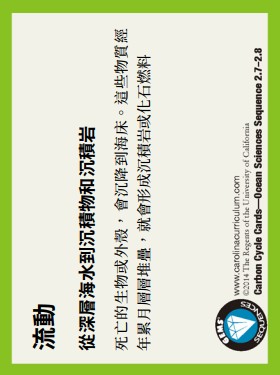 流動
從深層海水到沉積物和沉積岩
死亡的生物或外殼，會沉降到海床。這些物質經
年累月層層堆疊，就會形成沉積岩或化石燃料
www.carolinacurriculum.com
©2014 The Regents of the University of California
Carbon Cycle Cards—Ocean Sciences Sequence 2.7–2.8
SEQUENCES